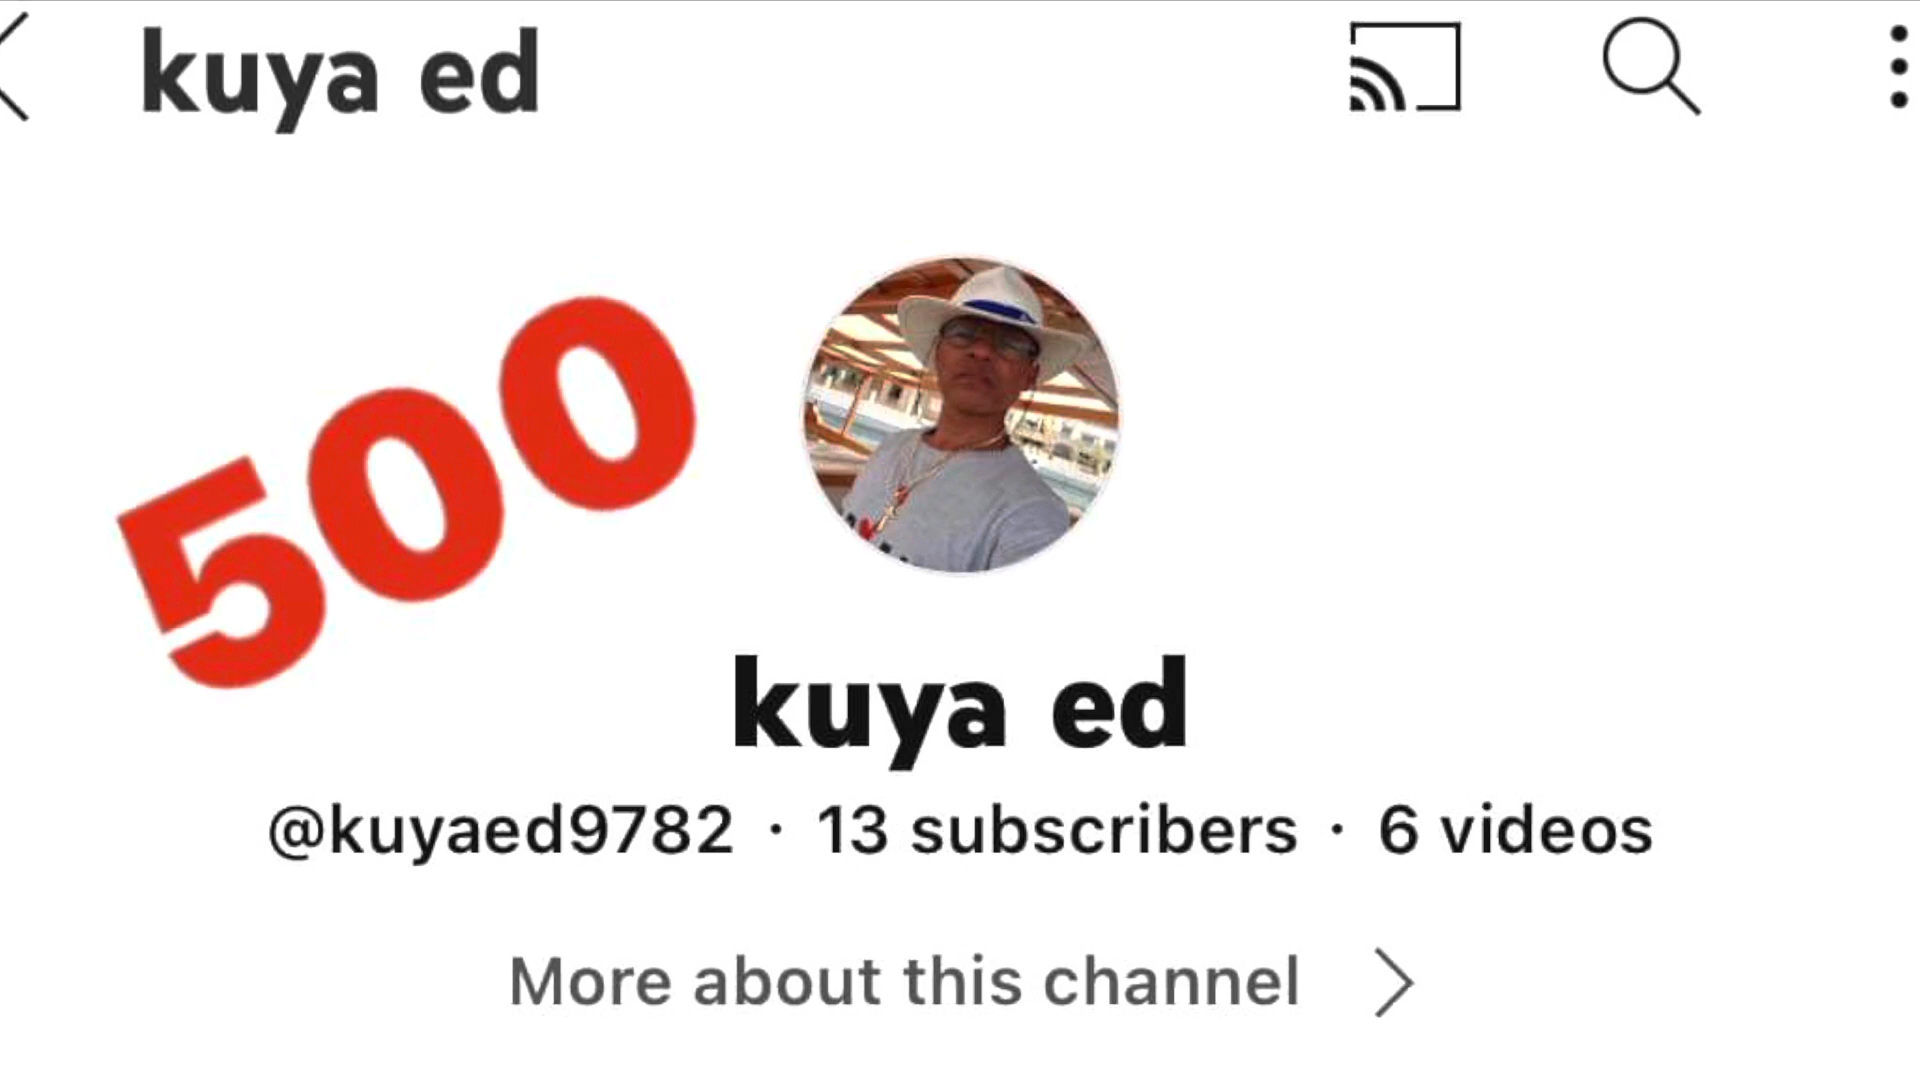 kuya ed
500
kuya ed
@kuyaed9782 · 13 subscribers · 6 videos
More about this channel